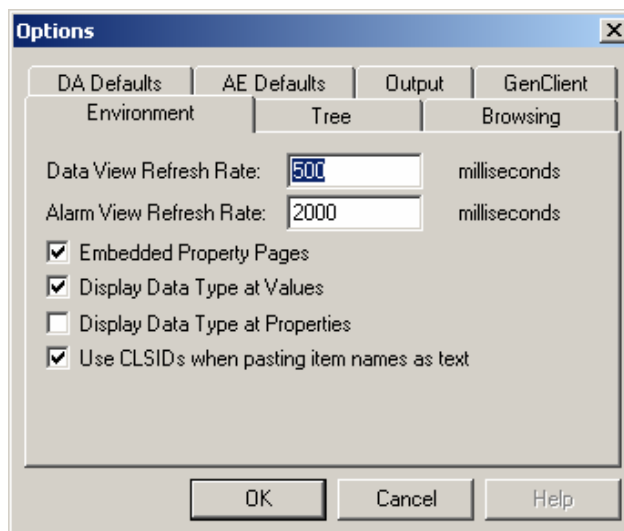 Options
DA Defaults AE Defaults Output GenClient
Environment Tree Browsing
Data View Refresh Rate: 500 milliseconds
Alarm View Refresh Rate: 2000 milliseconds
Embedded Property Pages
Display Data Type at Values
Display Data Type at Properties
Use CLSIDs when pasting item names as text
OK Cancel Help